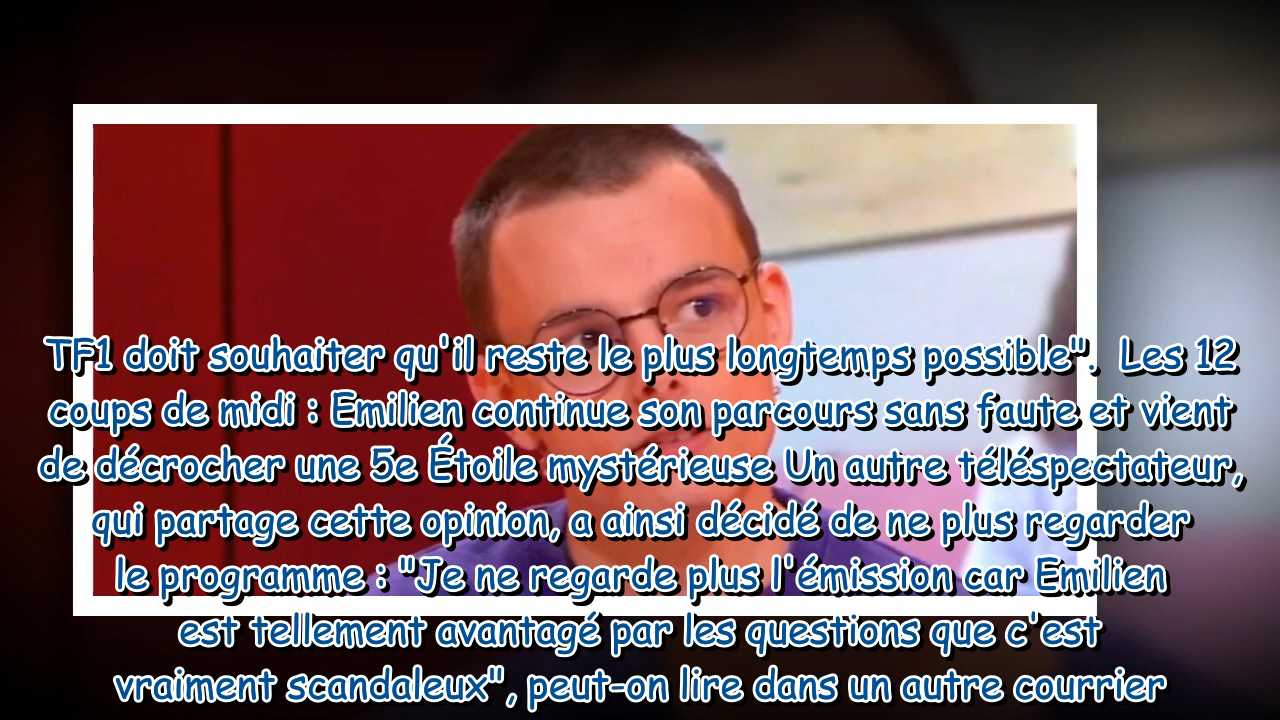 TF1 doit souhaiter qu'il reste le plus longtemps possible".  Les 12
coups de midi : Emilien continue son parcours sans faute et vient
de décrocher une 5e Étoile mystérieuse Un autre téléspectateur,
qui partage cette opinion, a ainsi décidé de ne plus regarder
le programme : "Je ne regarde plus l'émission car Emilien
est tellement avantagé par les questions que c'est
vraiment scandaleux", peut-on lire dans un autre courrier